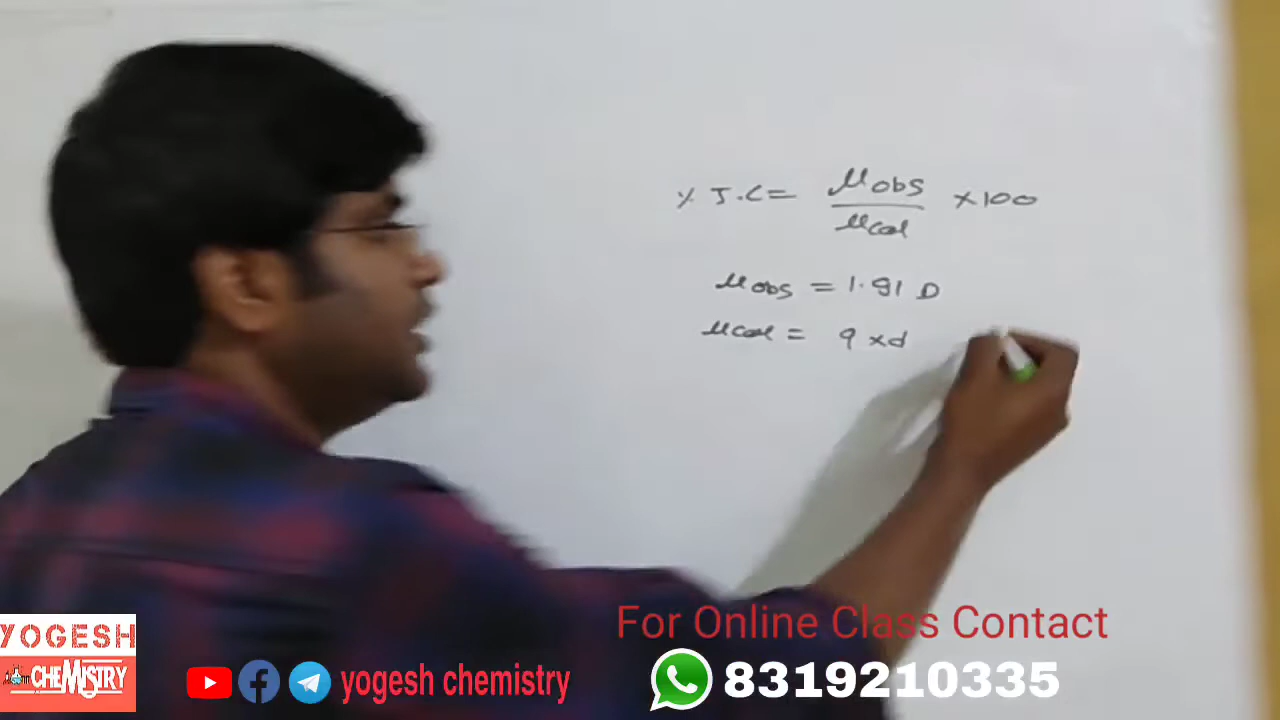 % I.C = μobs / μcal × 100
μobs = 1.91 D
μcal = q × d
For Online Class Contact
YOGESH
CHEMISTRY
yogesh chemistry
8319210335